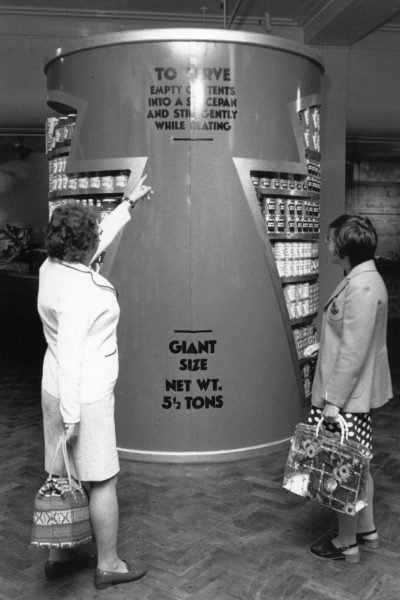 TO SERVE
EMPTY CONTENTS
INTO A SAUCEPAN
AND STIR GENTLY
WHILE HEATING
GIANT
SIZE
NET WT.
5½ TONS